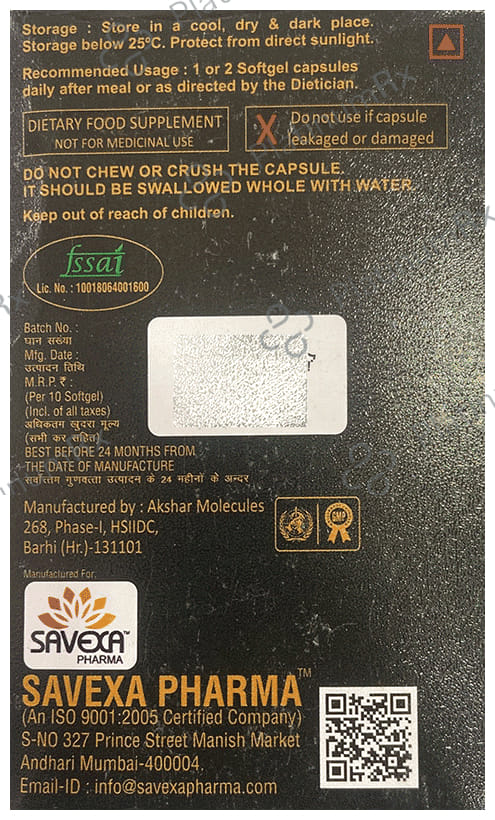 Storage : Store in a cool, dry & dark place.
Storage below 25°C. Protect from direct sunlight.
Recommended Usage : 1 or 2 Softgel capsules
daily after meal or as directed by the Dietician.
DIETARY FOOD SUPPLEMENT
NOT FOR MEDICINAL USE
X Do not use if capsule
leakaged or damaged
DO NOT CHEW OR CRUSH THE CAPSULE.
IT SHOULD BE SWALLOWED WHOLE WITH WATER.
Keep out of reach of children.
fssai
Lic. No. : 10018064001600
Batch No. :
घान संख्या
Mfg. Date :
उत्पादन तिथि
M.R.P. ₹ :
(Per 10 Softgel)
(Incl. of all taxes)
अधिकतम खुदरा मूल्य
(सभी कर सहित)
BEST BEFORE 24 MONTHS FROM
THE DATE OF MANUFACTURE
सर्वोत्तम गुणवत्ता उत्पादन के 24 महीनों के अन्दर
Manufactured by : Akshar Molecules
268, Phase-I, HSIIDC,
Barhi (Hr.)-131101
GMP
Manufactured For:
SAVEXA™
PHARMA
SAVEXA PHARMA™
(An ISO 9001:2005 Certified Company)
S-NO 327 Prince Street Manish Market
Andhari Mumbai-400004.
Email-ID : info@savexapharma.com